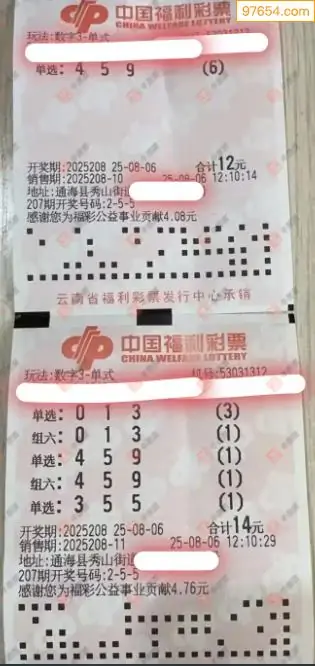 97654.com
中国福利彩票
CHINA WELFARE LOTTERY
玩法:数字3-单式
单选: 4 5 9 (6)
开奖期:2025208 25-08-06 合计12元
销售期:2025208-10 25-08-06 12:10:14
地址:通海县秀山街道
207期开奖号码:2-5-5
感谢您为福彩公益事业贡献4.08元
云南省福利彩票发行中心承销
中国福利彩票
CHINA WELFARE LOTTERY
玩法:数字3-单式 机号:53031312
单选: 0 1 3 (3)
组六: 0 1 3 (1)
单选: 4 5 9 (1)
组六: 4 5 9 (1)
单选: 3 5 5 (1)
开奖期:2025208 25-08-06 合计14元
销售期:2025208-11 25-08-06 12:10:29
地址:通海县秀山街道
207期开奖号码:2-5-5
感谢您为福彩公益事业贡献4.76元